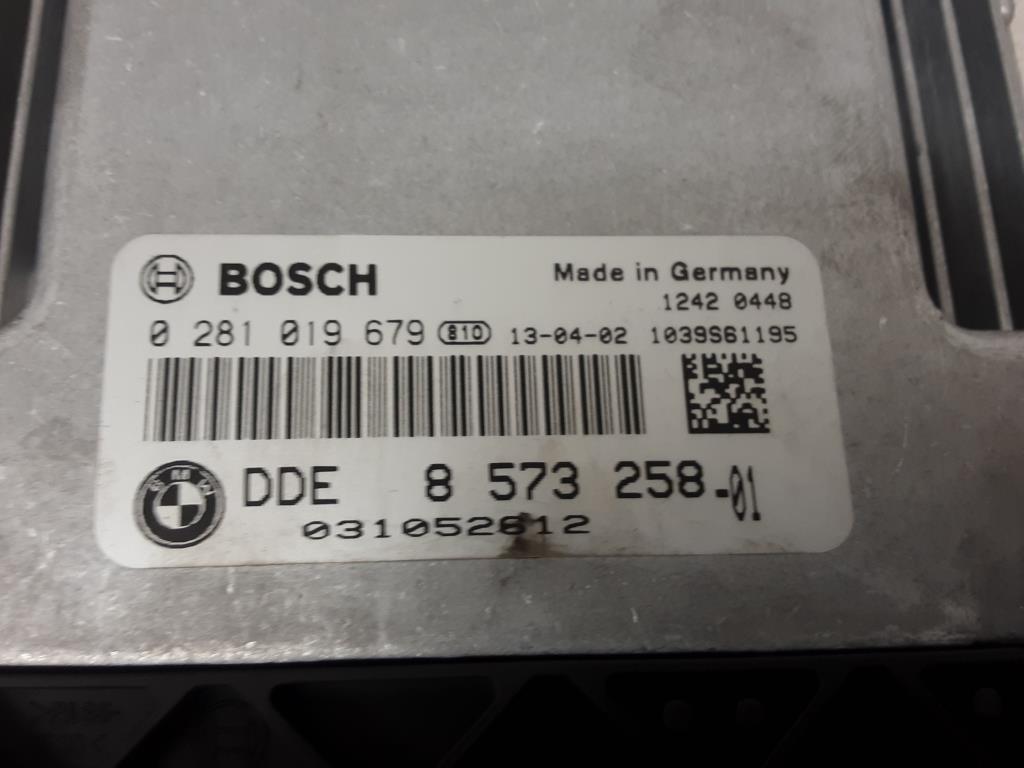 BOSCH
Made in Germany
1242 0448
0 281 019 679 810 13-04-02 1039S61195
DDE 8 573 258-01
031052612